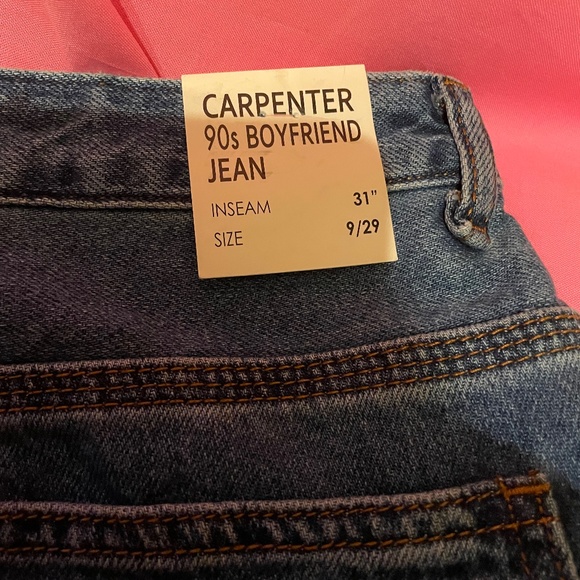 CARPENTER
90s BOYFRIEND
JEAN
INSEAM 31"
SIZE 9/29